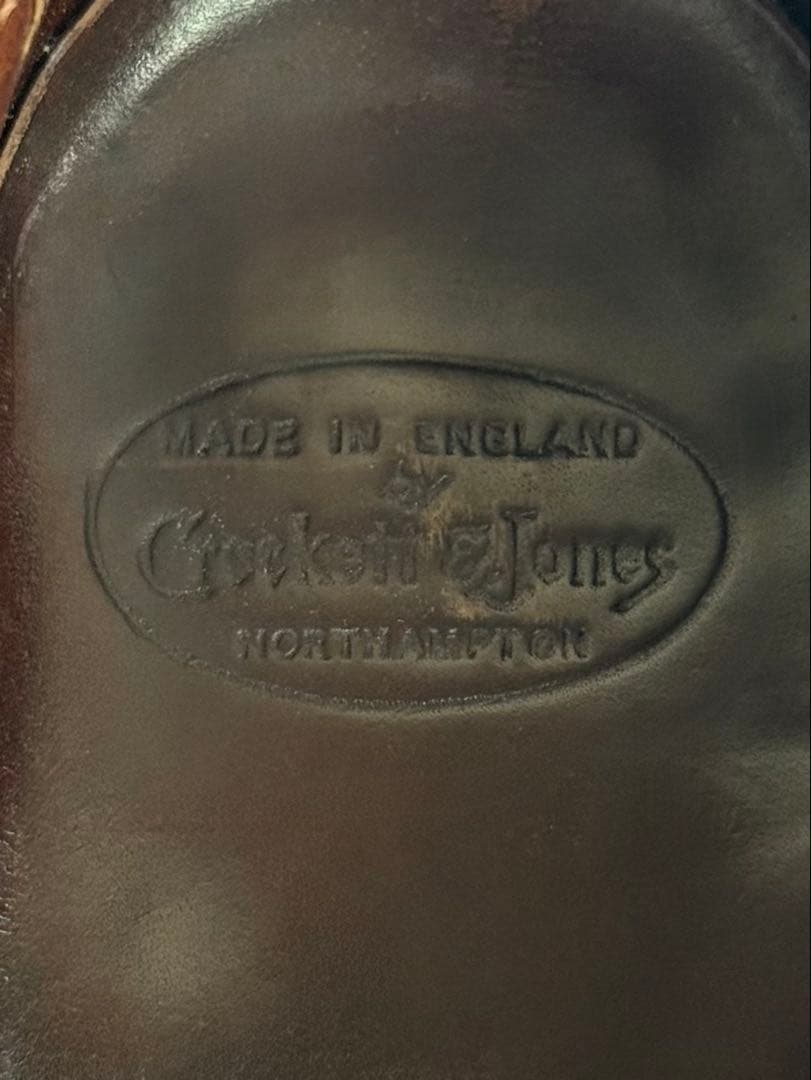 MADE IN ENGLAND
by
Crockett & Jones
NORTHAMPTON